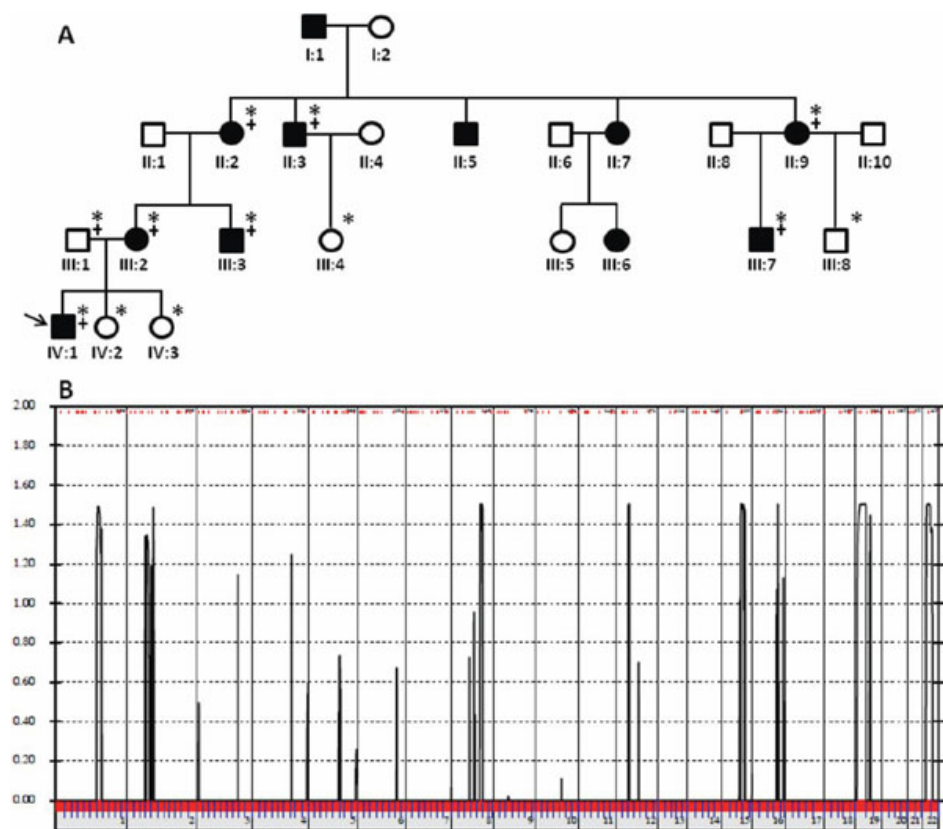 A
I:1 I:2
* + * + * +
II:1 II:2 II:3 II:4 II:5 II:6 II:7 II:8 II:9 II:10
* + * + * + * * + *
III:1 III:2 III:3 III:4 III:5 III:6 III:7 III:8
* + * *
IV:1 IV:2 IV:3
B
2.00
1.80
1.60
1.40
1.20
1.00
0.80
0.60
0.40
0.20
0.00
1 2 3 4 5 6 7 8 9 10 11 12 13 14 15 16 17 18 19 20 21 22